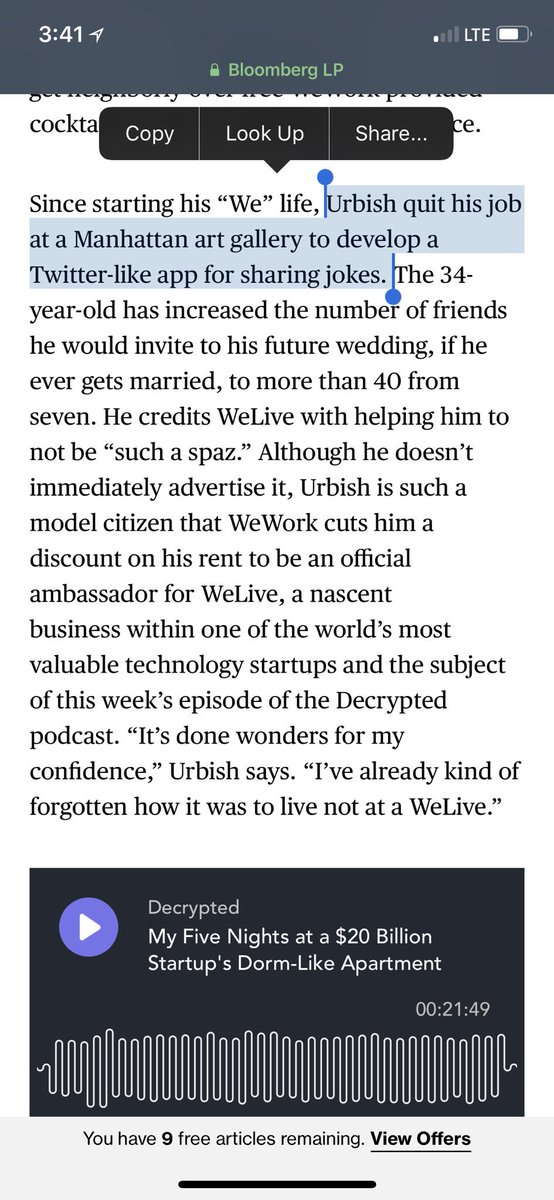 3:41
LTE
Bloomberg LP
get neighborly over free WeWork-provided
cockta
ce.
Copy
Look Up
Share...
Since starting his “We” life, Urbish quit his job
at a Manhattan art gallery to develop a
Twitter-like app for sharing jokes. The 34-
year-old has increased the number of friends
he would invite to his future wedding, if he
ever gets married, to more than 40 from
seven. He credits WeLive with helping him to
not be “such a spaz.” Although he doesn’t
immediately advertise it, Urbish is such a
model citizen that WeWork cuts him a
discount on his rent to be an official
ambassador for WeLive, a nascent
business within one of the world’s most
valuable technology startups and the subject
of this week’s episode of the Decrypted
podcast. “It’s done wonders for my
confidence,” Urbish says. “I’ve already kind of
forgotten how it was to live not at a WeLive.”
Decrypted
My Five Nights at a $20 Billion
Startup's Dorm-Like Apartment
00:21:49
You have 9 free articles remaining. View Offers